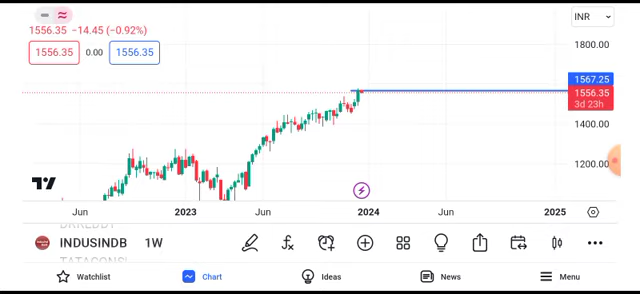 INR
1556.35 −14.45 (−0.92%)
1556.35 0.00 1556.35
1800.00
1567.25
1556.35
3d 23h
1400.00
1200.00
Jun 2023 Jun 2024 Jun 2025
INDUSINDB 1W
Watchlist Chart Ideas News Menu